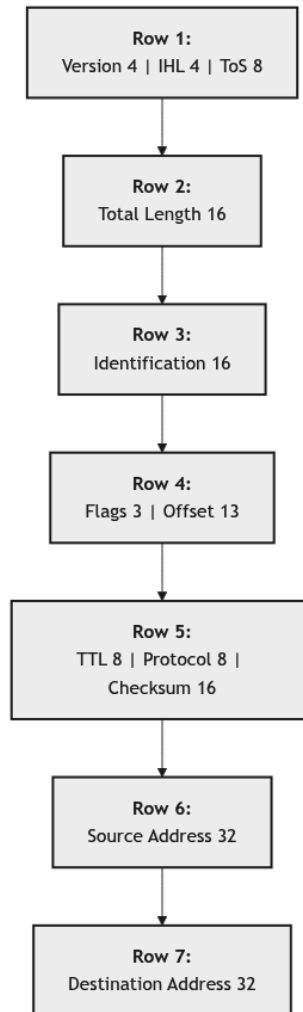 Row 1:
Version 4 | IHL 4 | ToS 8
Row 2:
Total Length 16
Row 3:
Identification 16
Row 4:
Flags 3 | Offset 13
Row 5:
TTL 8 | Protocol 8 |
Checksum 16
Row 6:
Source Address 32
Row 7:
Destination Address 32